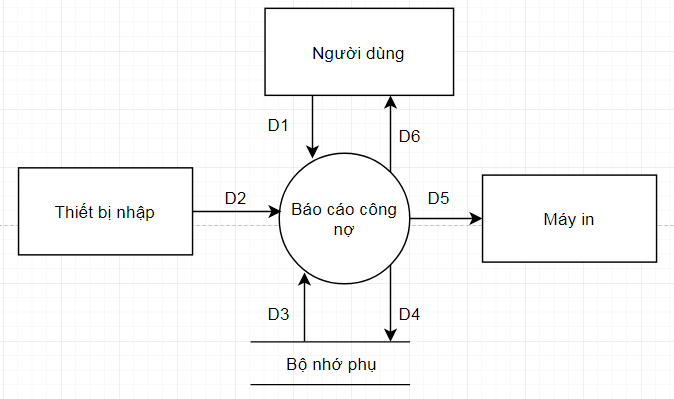 Người dùng
D1
D6
Thiết bị nhập
D2
Báo cáo công
nợ
D5
Máy in
D3
D4
Bộ nhớ phụ